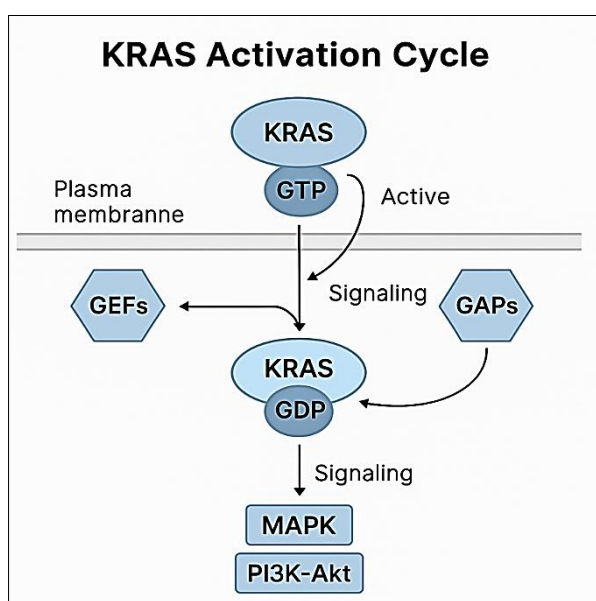 KRAS Activation Cycle
KRAS
GTP
Plasma
membranne
Active
GEFs
Signaling
GAPs
KRAS
GDP
Signaling
MAPK
PI3K-Akt